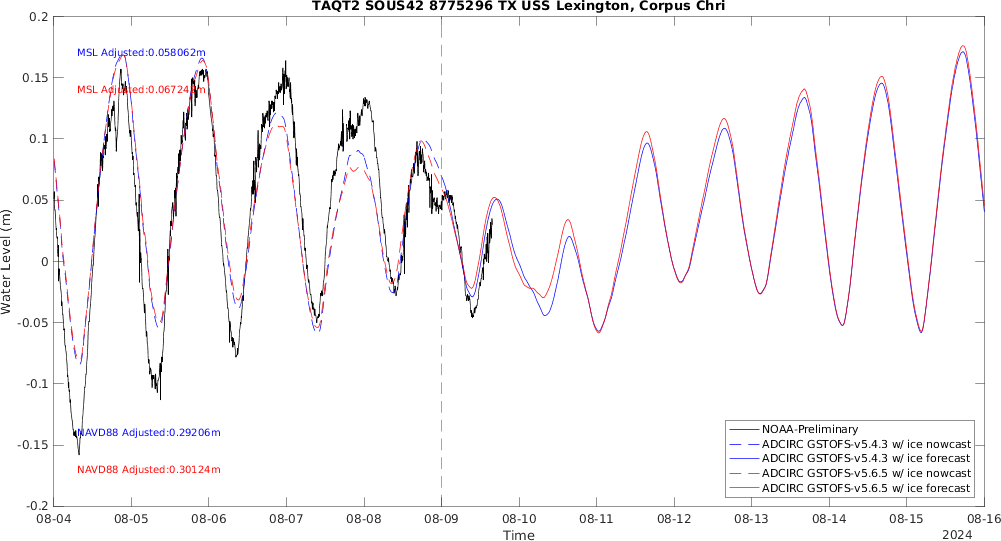 TAQT2 SOUS42 8775296 TX USS Lexington, Corpus Chri
0.2
0.15
0.1
0.05
0
-0.05
-0.1
-0.15
-0.2
Water Level (m)
MSL Adjusted:0.058062m
MSL Adjusted:0.0672 m
NAVD88 Adjusted:0.29206m
NAVD88 Adjusted:0.30124m
NOAA-Preliminary
ADCIRC GSTOFS-v5.4.3 w/ ice nowcast
ADCIRC GSTOFS-v5.4.3 w/ ice forecast
ADCIRC GSTOFS-v5.6.5 w/ ice nowcast
ADCIRC GSTOFS-v5.6.5 w/ ice forecast
08-04 08-05 08-06 08-07 08-08 08-09 08-10 08-11 08-12 08-13 08-14 08-15 08-16
Time
2024